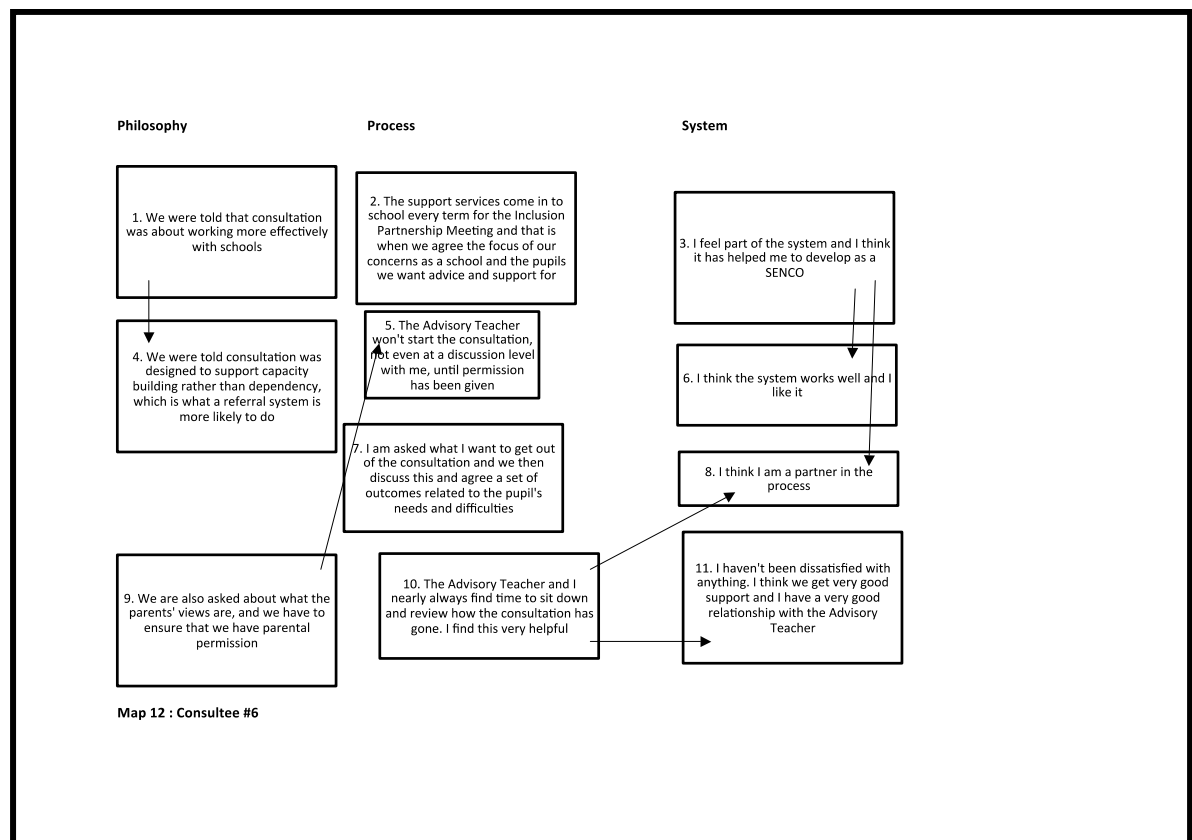 Philosophy
Process
System
1. We were told that consultation
was about working more effectively
with schools
2. The support services come in to
school every term for the Inclusion
Partnership Meeting and that is
when we agree the focus of our
concerns as a school and the pupils
we want advice and support for
3. I feel part of the system and I think
it has helped me to develop as a
SENCO
4. We were told consultation was
designed to support capacity
building rather than dependency,
which is what a referral system is
more likely to do
5. The Advisory Teacher
won't start the consultation,
not even at a discussion level
with me, until permission
has been given
6. I think the system works well and I
like it
7. I am asked what I want to get out
of the consultation and we then
discuss this and agree a set of
outcomes related to the pupil's
needs and difficulties
8. I think I am a partner in the
process
9. We are also asked about what the
parents' views are, and we have to
ensure that we have parental
permission
10. The Advisory Teacher and I
nearly always find time to sit down
and review how the consultation has
gone. I find this very helpful
11. I haven't been dissatisfied with
anything. I think we get very good
support and I have a very good
relationship with the Advisory
Teacher
Map 12 : Consultee #6